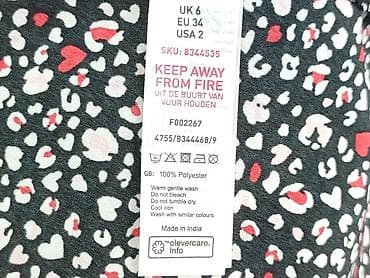 UK 6
EU 34
USA 2
SKU: 8344535
KEEP AWAY
FROM FIRE
UIT DE BUURT VAN
VUUR HOUDEN
F002267
4755/8344468/9
GB: 100% Polyester
Warm gentle wash
Do not bleach
Do not tumble dry
Cool iron
Wash with similar colours
Made in India
clevercare.
info